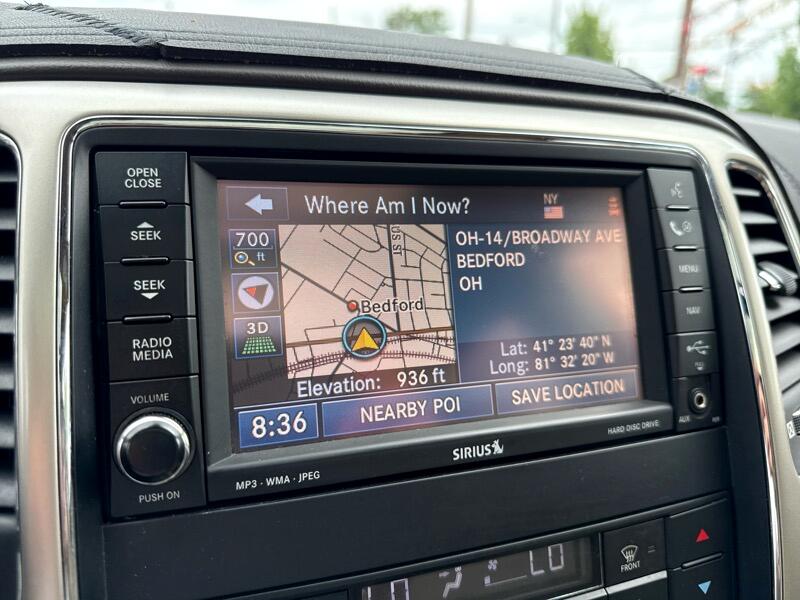 OPEN
CLOSE
SEEK
SEEK
RADIO
MEDIA
VOLUME
PUSH ON
Where Am I Now?
NY
700
ft
3D
US ST
Bedford
OH-14/BROADWAY AVE
BEDFORD
OH
Lat: 41° 23' 40" N
Long: 81° 32' 20" W
Elevation: 936 ft
8:36
NEARBY POI
SAVE LOCATION
MENU
NAV
AUX
MP3 · WMA · JPEG
SIRIUS
HARD DISC DRIVE
FRONT
LO
LO